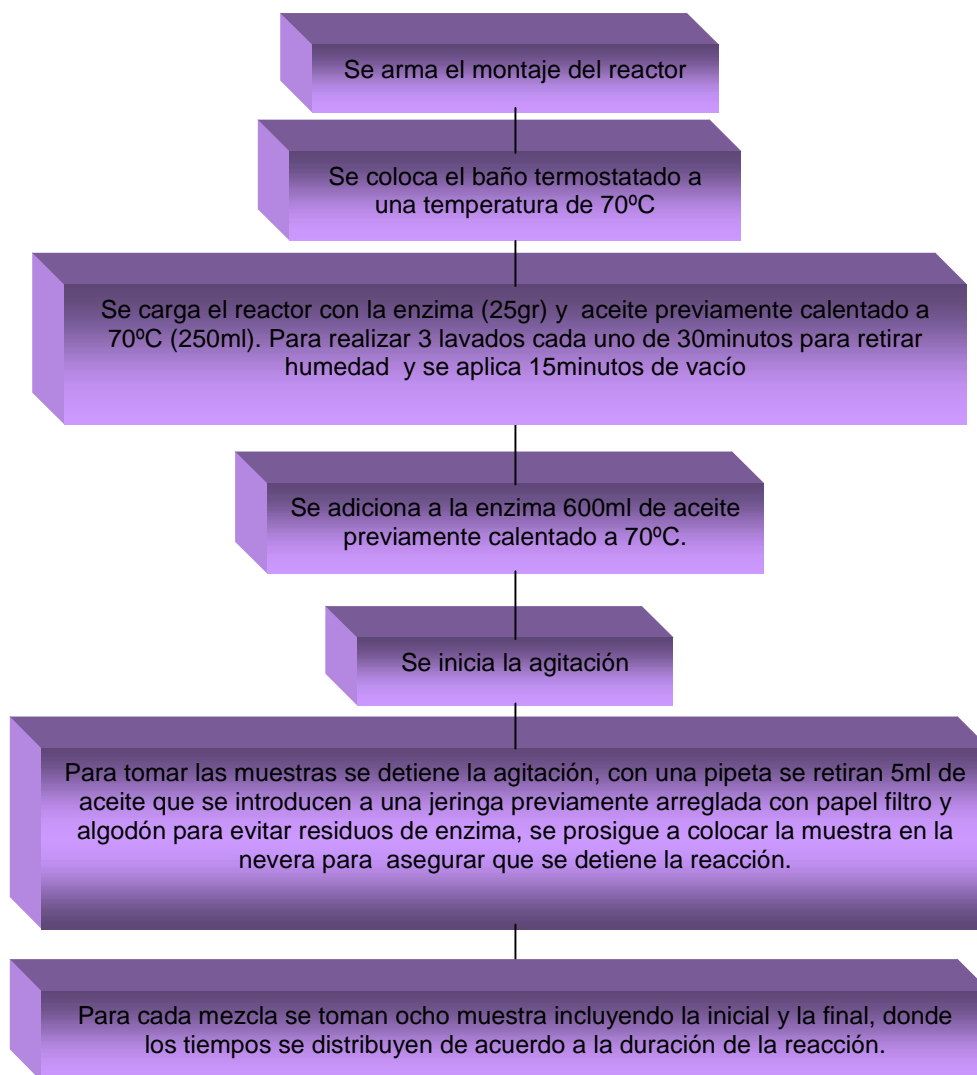 Se arma el montaje del reactor
Se coloca el baño termostatado a
una temperatura de 70ºC
Se carga el reactor con la enzima (25gr) y  aceite previamente calentado a
70ºC (250ml). Para realizar 3 lavados cada uno de 30minutos para retirar
humedad  y se aplica 15minutos de vacío
Se adiciona a la enzima 600ml de aceite
previamente calentado a 70ºC.
Se inicia la agitación
Para tomar las muestras se detiene la agitación, con una pipeta se retiran 5ml de
aceite que se introducen a una jeringa previamente arreglada con papel filtro y
algodón para evitar residuos de enzima, se prosigue a colocar la muestra en la
nevera para  asegurar que se detiene la reacción.
Para cada mezcla se toman ocho muestra incluyendo la inicial y la final, donde
los tiempos se distribuyen de acuerdo a la duración de la reacción.